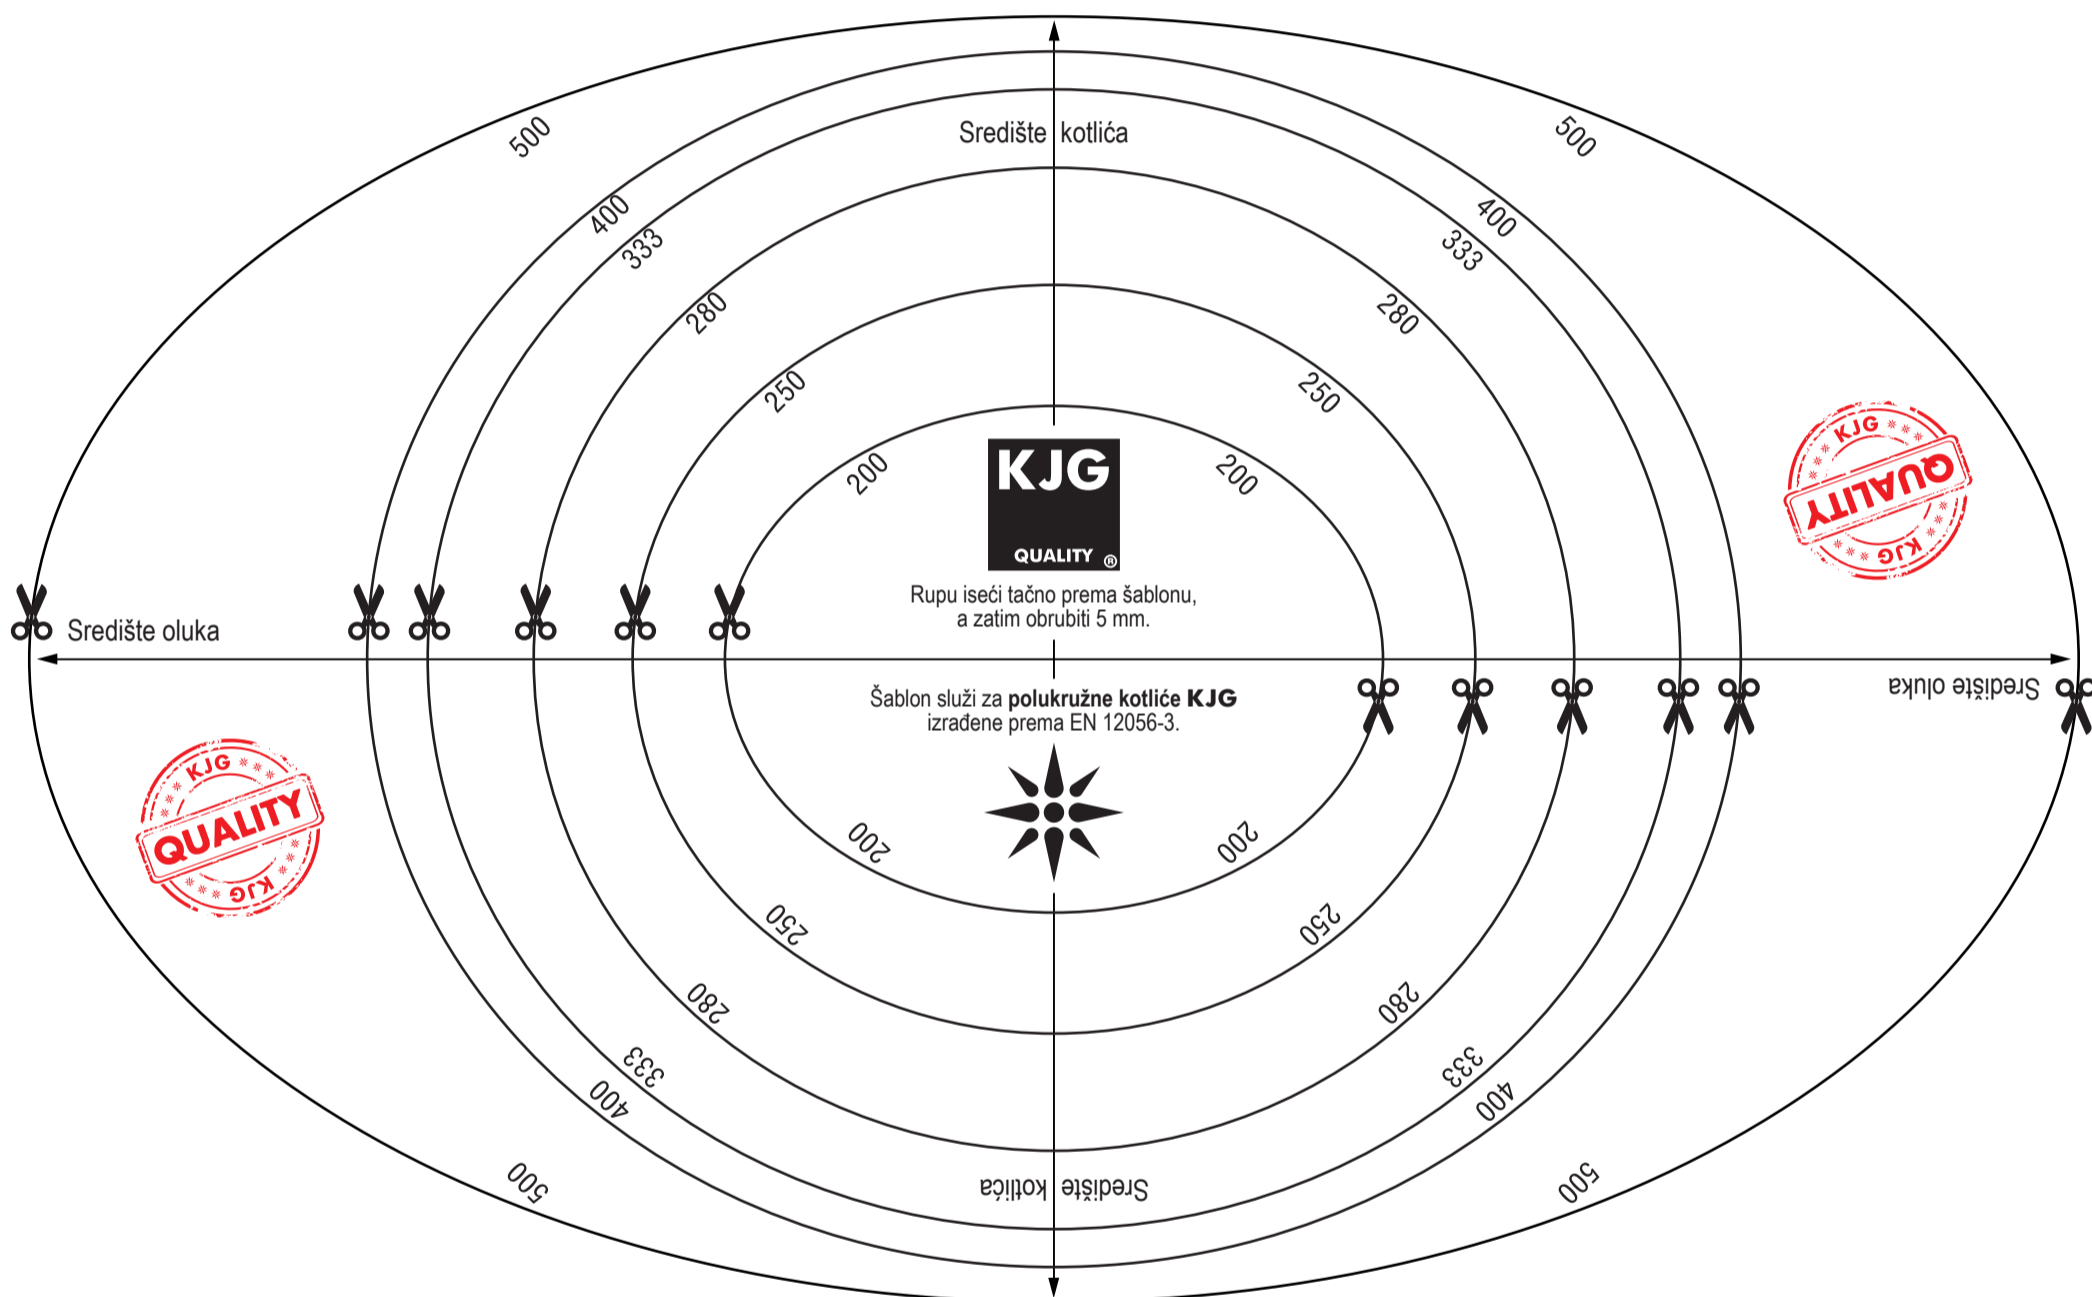 500
500
Središte kotlića
400
400
333
333
280
280
250
250
200
200
KJG
QUALITY ®
KJG
QUALITY
KJG
Rupu iseći tačno prema šablonu,
a zatim obrubiti 5 mm.
Središte oluka
Središte oluka
Šablon služi za polukružne kotliće KJG
izrađene prema EN 12056-3.
KJG
QUALITY
KJG
200
200
250
250
280
280
333
333
400
400
500
500
Središte kotlića